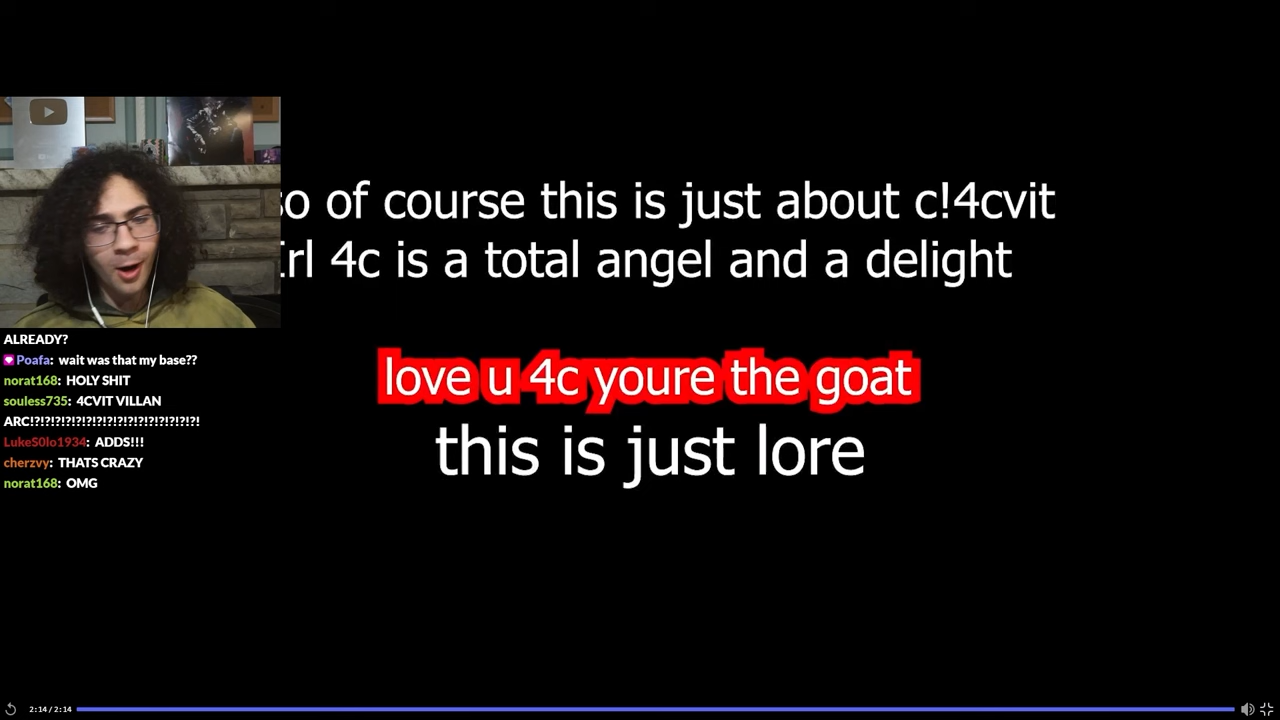 so of course this is just about c!4cvit
Irl 4c is a total angel and a delight
love u 4c youre the goat
this is just lore
ALREADY?
Poafa: wait was that my base??
norat168: HOLY SHIT
souless735: 4CVIT VILLAN
ARC!?!?!?!?!?!?!?!?!?!?!?!?!?!?!?!?!
LukeS0lo1934: ADDS!!!
cherzvy: THATS CRAZY
norat168: OMG
2:14 / 2:14